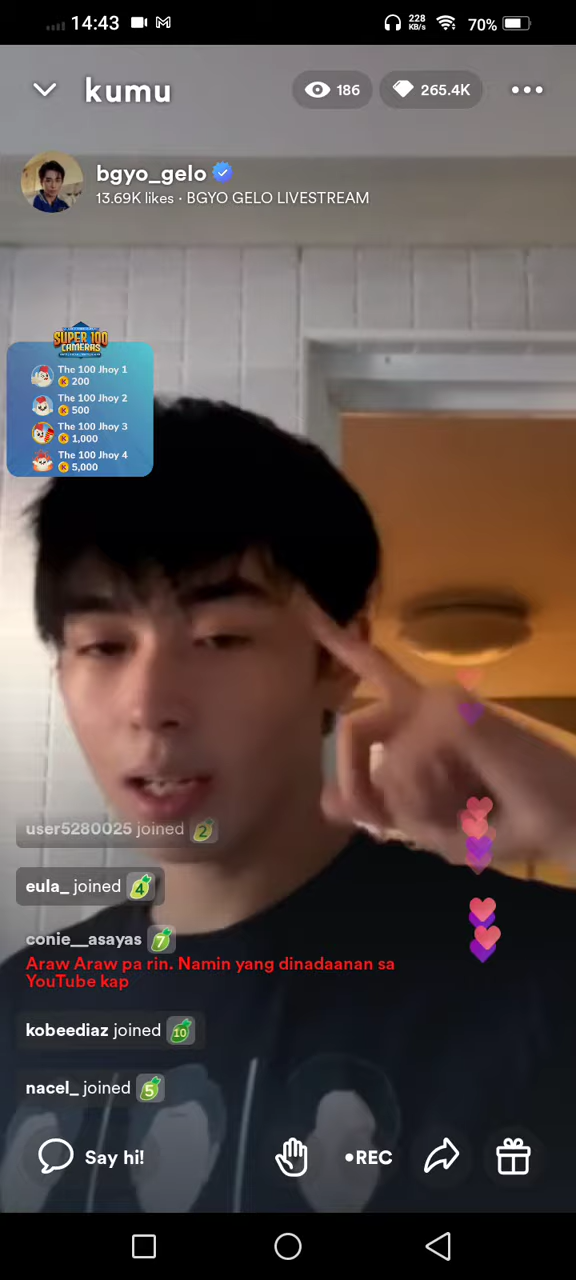 14:43
228
KB/s
70%
kumu
186
265.4K
bgyo_gelo
13.69K likes · BGYO GELO LIVESTREAM
SUPER 100
CAMERAS
The 100 Jhoy 1
K 200
The 100 Jhoy 2
K 500
The 100 Jhoy 3
K 1,000
The 100 Jhoy 4
K 5,000
user5280025 joined 2
eula_ joined 4
conie__asayas 7
Araw Araw pa rin. Namin yang dinadaanan sa
YouTube kap
kobeediaz joined 10
nacel_ joined 5
Say hi!
•REC